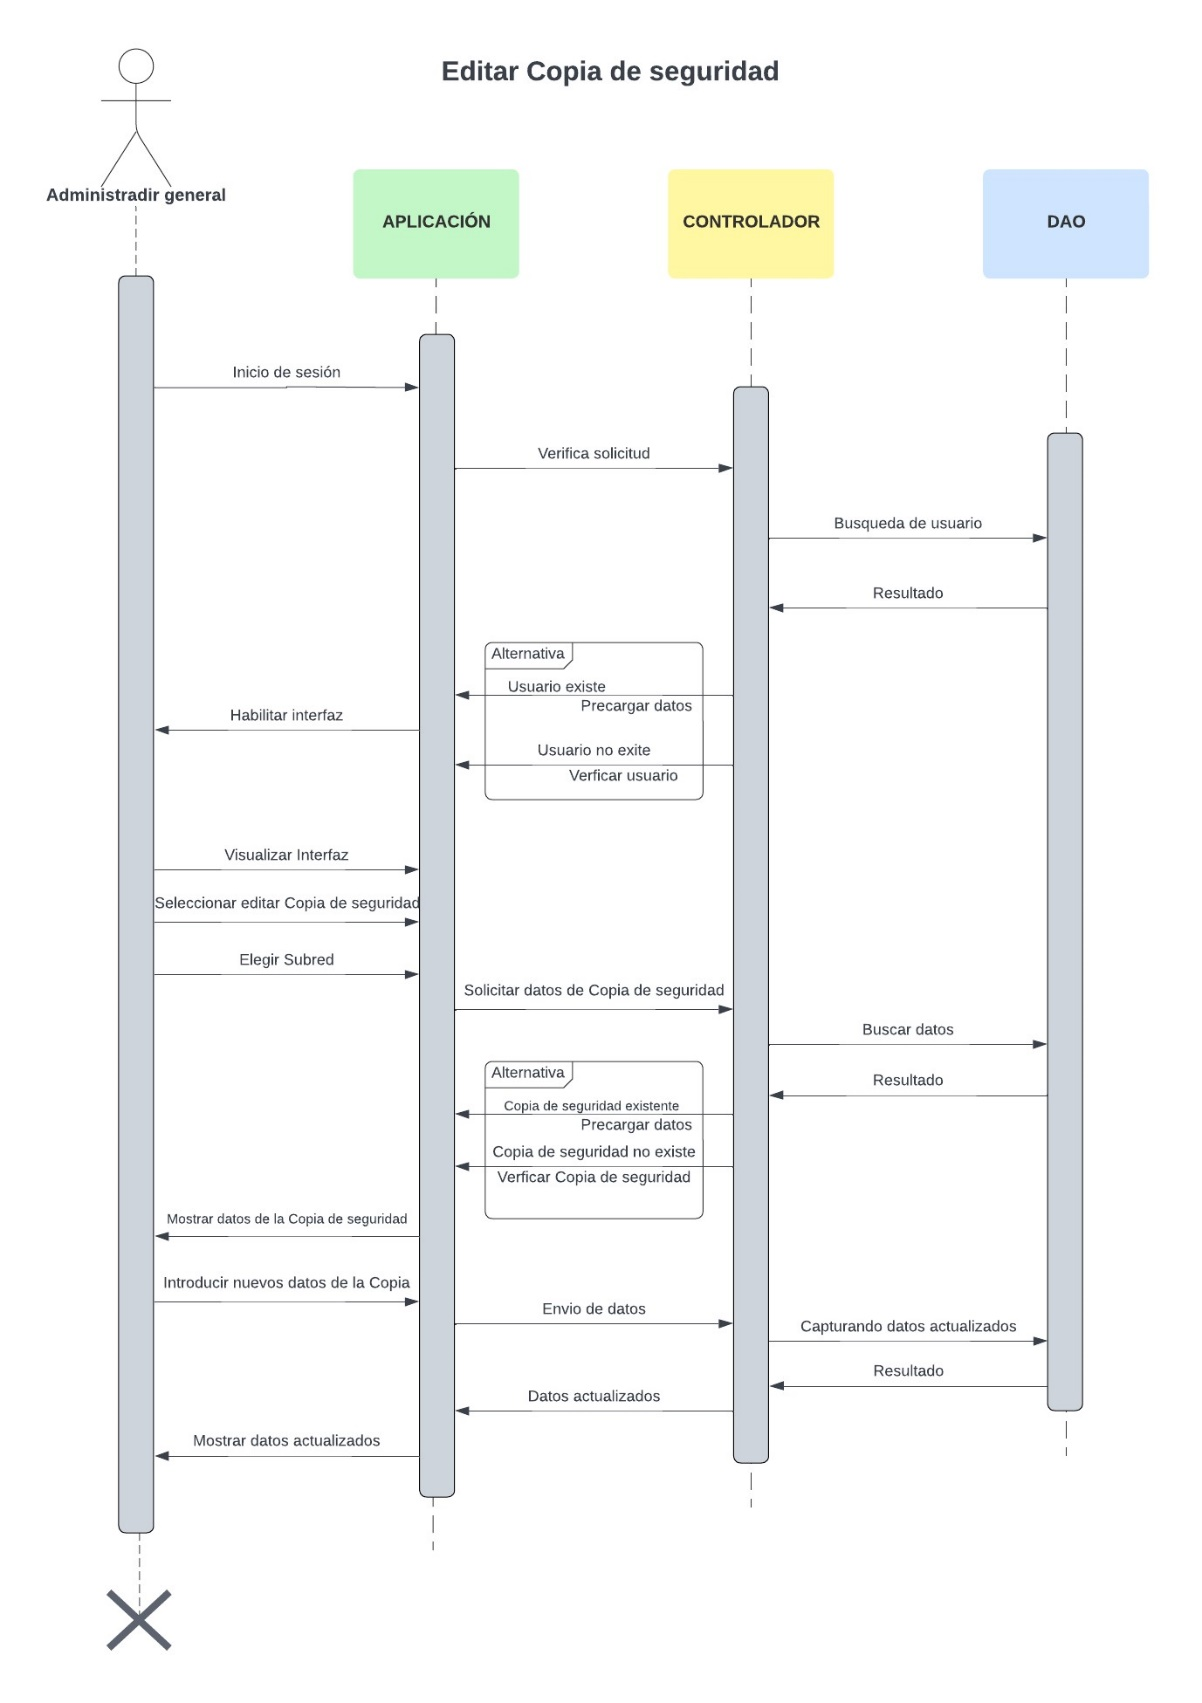 Editar Copia de seguridad
Administradir general
APLICACIÓN
CONTROLADOR
DAO
Inicio de sesión
Verifica solicitud
Busqueda de usuario
Resultado
Alternativa
Usuario existe
Precargar datos
Habilitar interfaz
Usuario no exite
Verficar usuario
Visualizar Interfaz
Seleccionar editar Copia de seguridad
Elegir Subred
Solicitar datos de Copia de seguridad
Buscar datos
Alternativa
Resultado
Copia de seguridad existente
Precargar datos
Copia de seguridad no existe
Verficar Copia de seguridad
Mostrar datos de la Copia de seguridad
Introducir nuevos datos de la Copia
Envio de datos
Capturando datos actualizados
Resultado
Datos actualizados
Mostrar datos actualizados